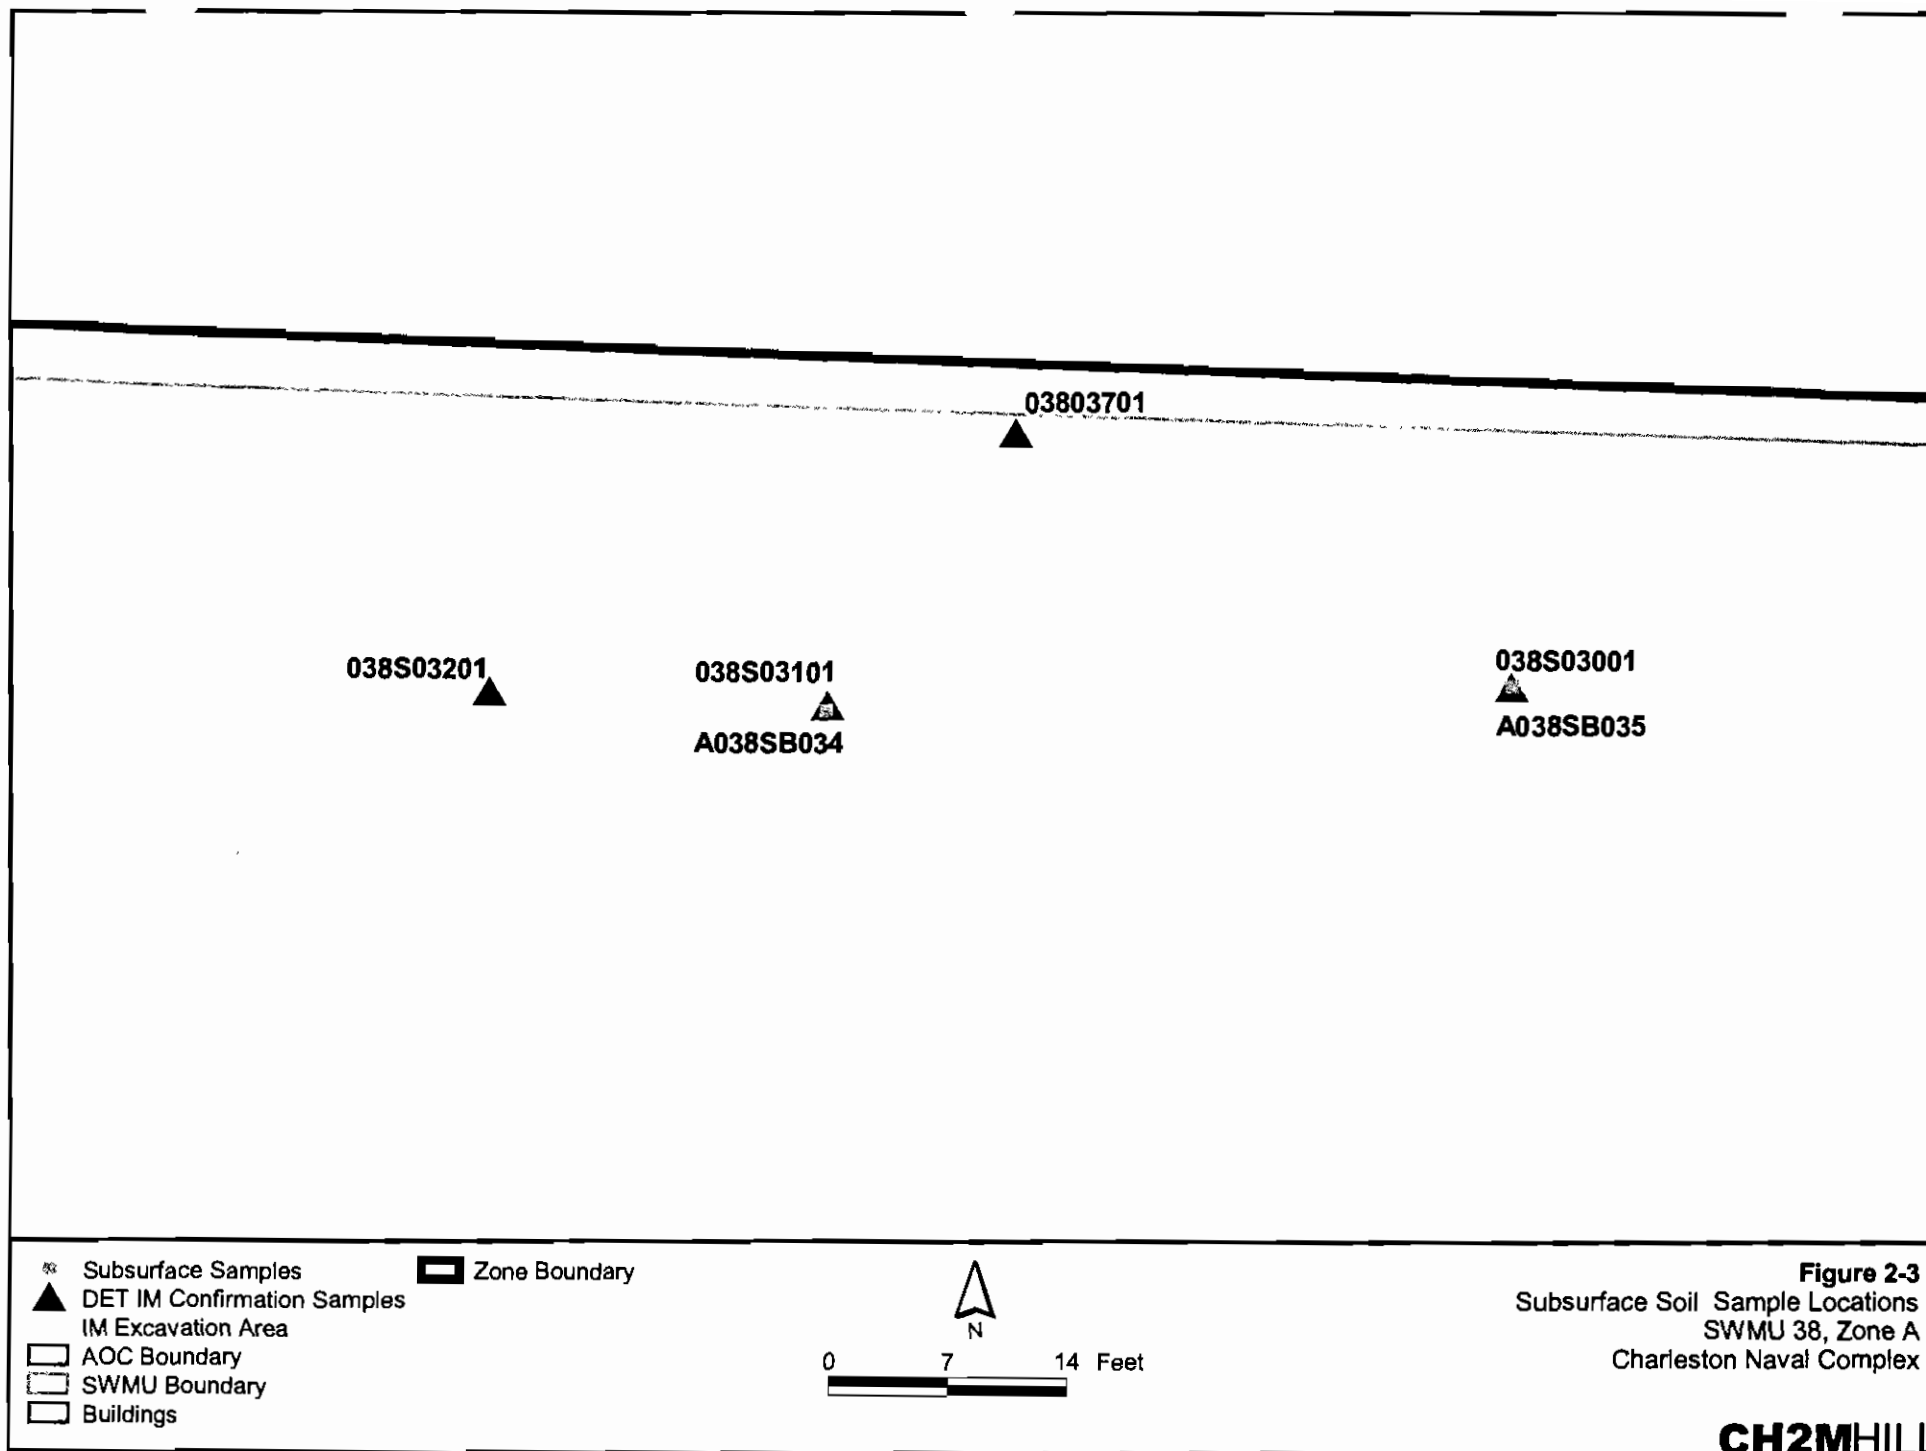 03803701
038S03201
038S03101
A038SB034
038S03001
A038SB035
Subsurface Samples
DET IM Confirmation Samples
IM Excavation Area
AOC Boundary
SWMU Boundary
Buildings
Zone Boundary
N
0 7 14 Feet
Figure 2-3
Subsurface Soil Sample Locations
SWMU 38, Zone A
Charleston Naval Complex
CH2MHILL